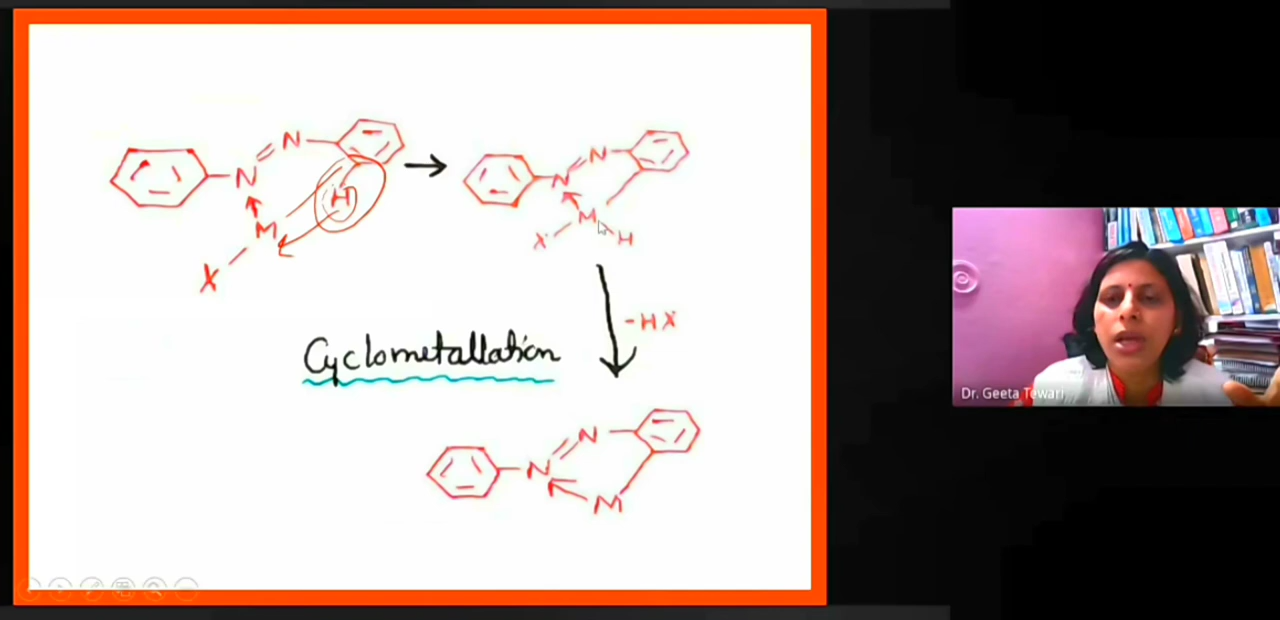 N = N
H
M
X
N = N
M
X
H
-HX
Cyclometallation
N = N
M
Dr. Geeta Tewari